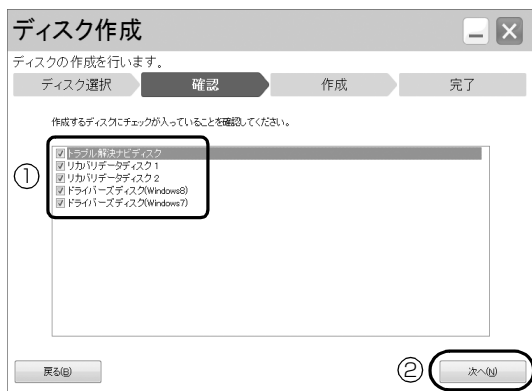 ディスク作成
ディスクの作成を行います。
ディスク選択 確認 作成 完了
作成するディスクにチェックが入っていることを確認してください。
①
トラブル解決ナビディスク
リカバリデータディスク 1
リカバリデータディスク 2
ドライバーズディスク(Windows8)
ドライバーズディスク(Windows7)
戻る(B) ② 次へ(N)